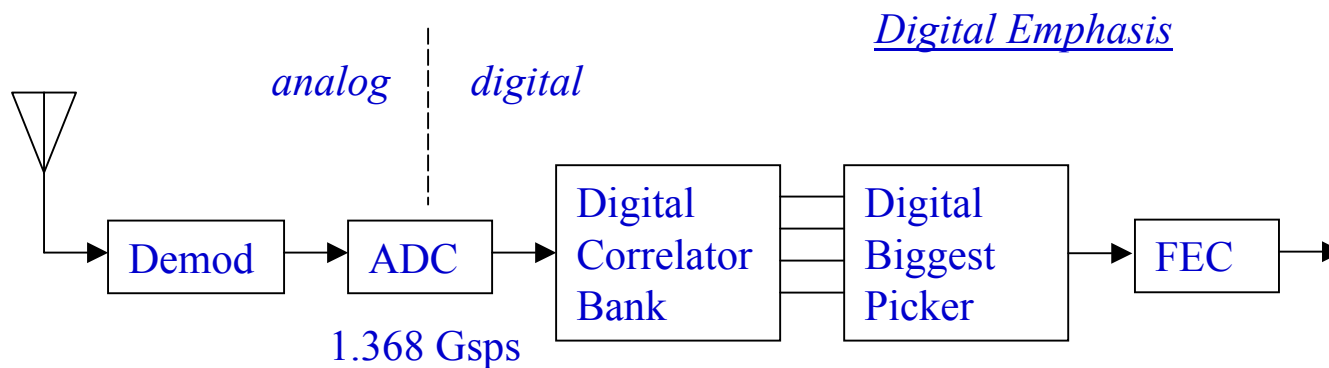 Digital Emphasis
analog digital
Demod
ADC
1.368 Gsps
Digital
Correlator
Bank
Digital
Biggest
Picker
FEC